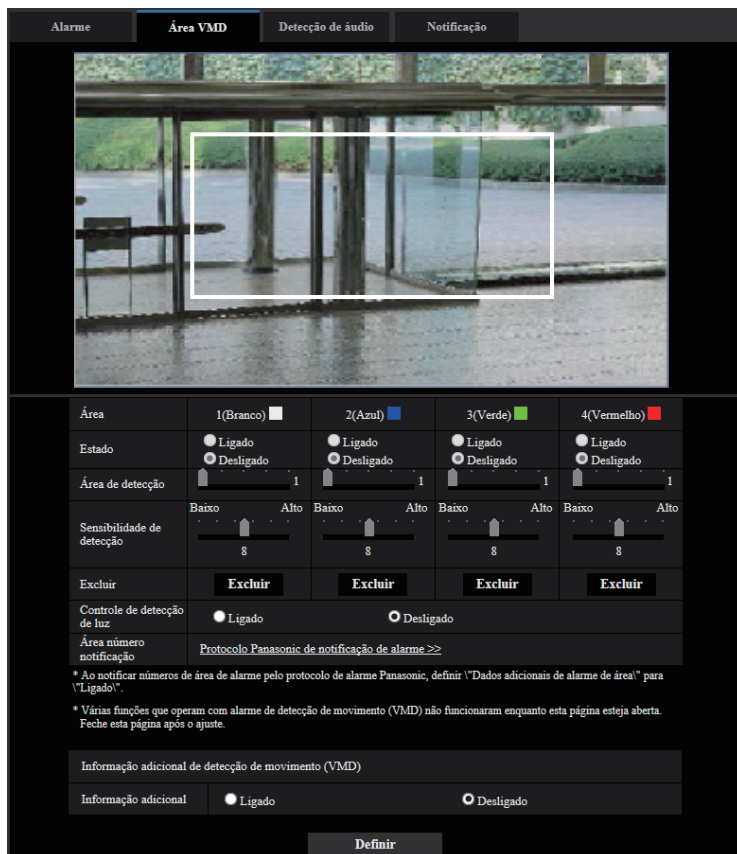 Alarme Área VMD Detecção de áudio Notificação
Área 1(Branco) 2(Azul) 3(Verde) 4(Vermelho)
Estado Ligado Ligado Ligado Ligado
Desligado Desligado Desligado Desligado
Área de detecção 1 1 1 1
Baixo Alto Baixo Alto Baixo Alto Baixo Alto
Sensibilidade de
detecção
8 8 8 8
Excluir Excluir Excluir Excluir Excluir
Controle de detecção
de luz Ligado Desligado
Área número
notificação Protocolo Panasonic de notificação de alarme >>
* Ao notificar números de área de alarme pelo protocolo de alarme Panasonic, definir \"Dados adicionais de alarme de área\" para
\"Ligado\".
* Várias funções que operam com alarme de detecção de movimento (VMD) não funcionaram enquanto esta página esteja aberta.
Feche esta página após o ajuste.
Informação adicional de detecção de movimento (VMD)
Informação adicional Ligado Desligado
Definir